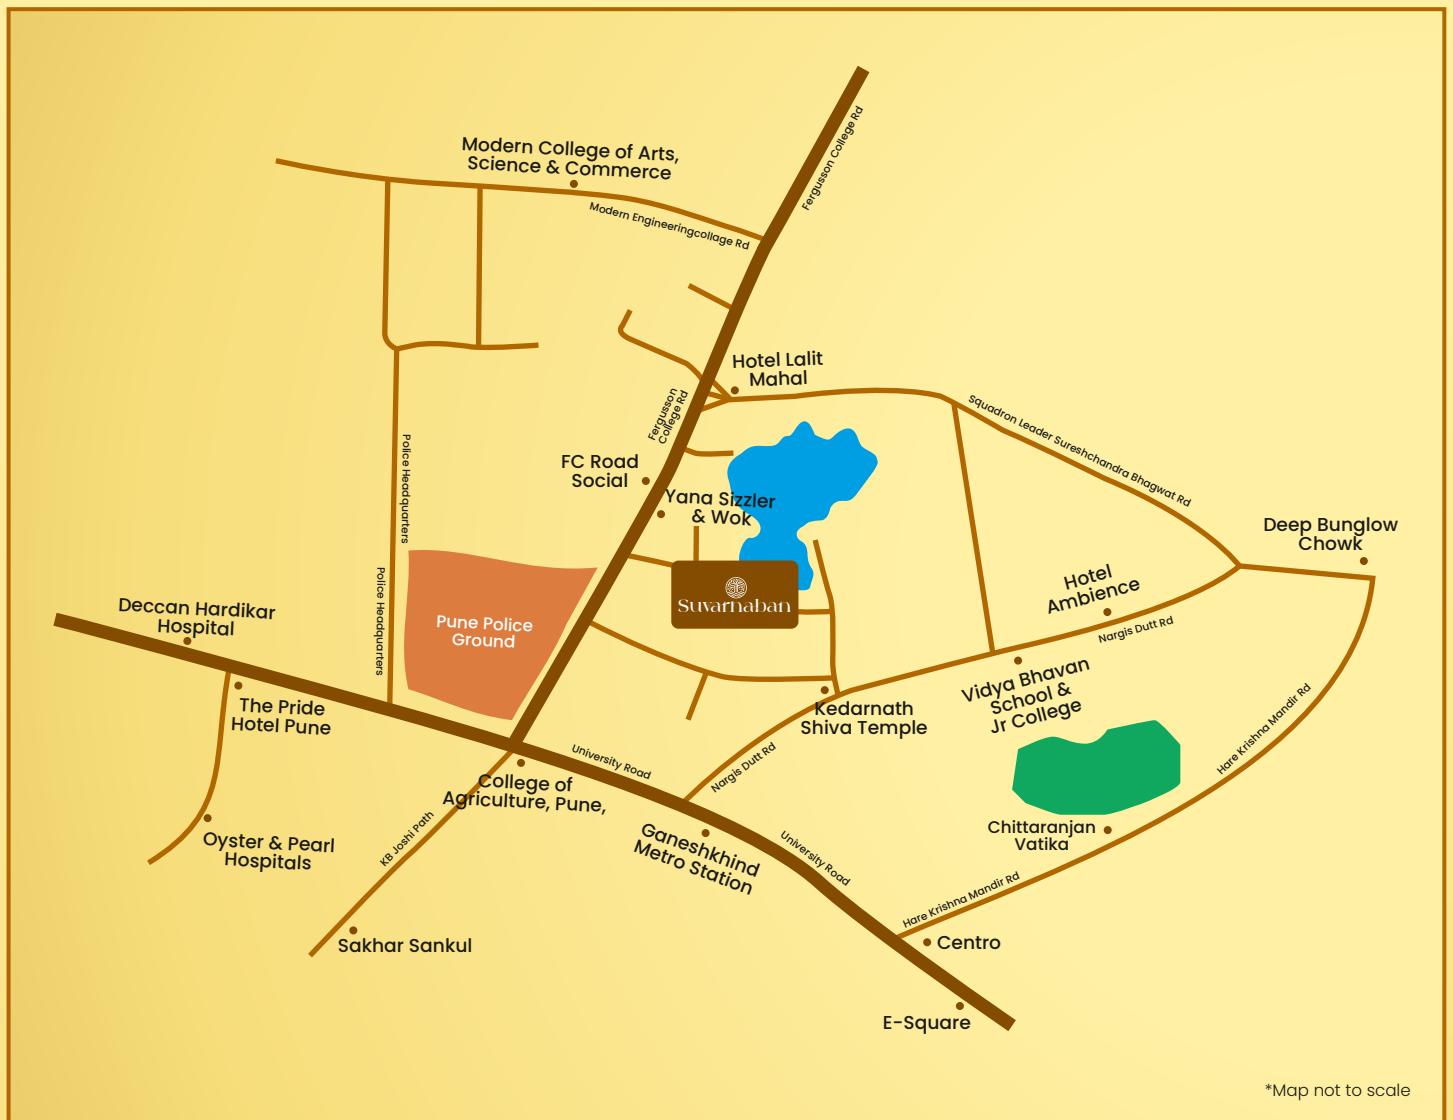 Fergusson College Rd
Modern College of Arts,
Science & Commerce
Modern Engineeringcollage Rd
Hotel Lalit
Mahal
Fergusson
College Rd
Squadron Leader Sureshchandra Bhagwat Rd
Police Headquarters
FC Road
Social
Yana Sizzler
& Wok
Deep Bunglow
Chowk
Police Headquarters
Suvarnaban
Hotel
Ambience
Nargis Dutt Rd
Deccan Hardikar
Hospital
Pune Police
Ground
Vidya Bhavan
School &
Jr College
The Pride
Hotel Pune
Kedarnath
Shiva Temple
Hare Krishna Mandir Rd
University Road
Nargis Dutt Rd
College of
Agriculture, Pune,
KB Joshi Path
Oyster & Pearl
Hospitals
Ganeshkhind
Metro Station
University Road
Chittaranjan
Vatika
Hare Krishna Mandir Rd
Sakhar Sankul
Centro
E-Square
*Map not to scale